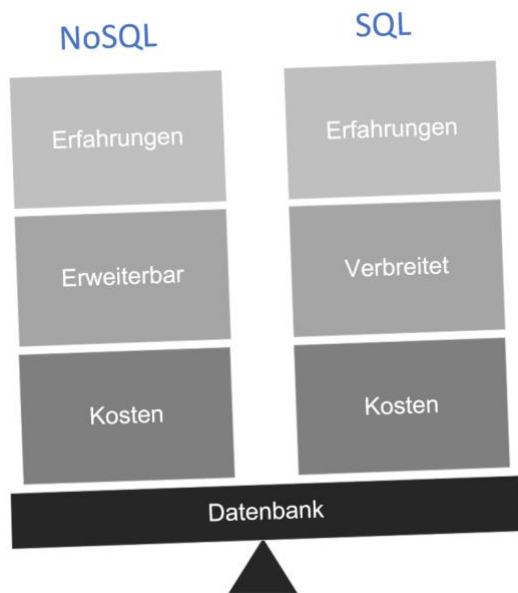 NoSQL
SQL
Erfahrungen
Erfahrungen
Erweiterbar
Verbreitet
Kosten
Kosten
Datenbank